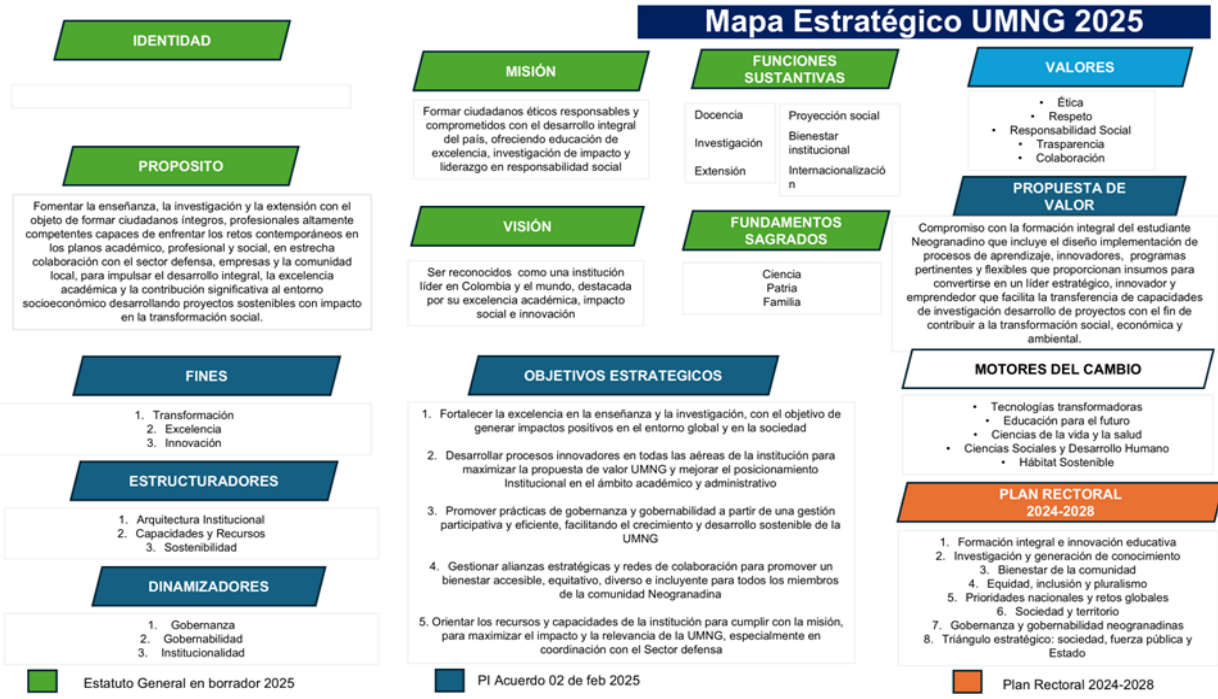 Mapa Estratégico UMNG 2025
IDENTIDAD
PROPOSITO
Fomentar la enseñanza, la investigación y la extensión con el
objeto de formar ciudadanos íntegros, profesionales altamente
competentes capaces de enfrentar los retos contemporáneos en
los planos académico, profesional y social, en estrecha
colaboración con el sector defensa, empresas y la comunidad
local, para impulsar el desarrollo integral, la excelencia
académica y la contribución significativa al entorno
socioeconómico desarrollando proyectos sostenibles con impacto
en la transformación social.
FINES
1. Transformación
2. Excelencia
3. Innovación
ESTRUCTURADORES
1. Arquitectura Institucional
2. Capacidades y Recursos
3. Sostenibilidad
DINAMIZADORES
1. Gobernanza
2. Gobernabilidad
3. Institucionalidad
Estatuto General en borrador 2025
MISIÓN
Formar ciudadanos éticos responsables y
comprometidos con el desarrollo integral
del país, ofreciendo educación de
excelencia, investigación de impacto y
liderazgo en responsabilidad social
VISIÓN
Ser reconocidos como una institución
líder en Colombia y el mundo, destacada
por su excelencia académica, impacto
social e innovación
FUNCIONES
SUSTANTIVAS
Docencia
Investigación
Extensión
Proyección social
Bienestar
institucional
Internacionalizació
n
FUNDAMENTOS
SAGRADOS
Ciencia
Patria
Familia
OBJETIVOS ESTRATEGICOS
1. Fortalecer la excelencia en la enseñanza y la investigación, con el objetivo de
generar impactos positivos en el entorno global y en la sociedad
2. Desarrollar procesos innovadores en todas las aéreas de la institución para
maximizar la propuesta de valor UMNG y mejorar el posicionamiento
Institucional en el ámbito académico y administrativo
3. Promover prácticas de gobernanza y gobernabilidad a partir de una gestión
participativa y eficiente, facilitando el crecimiento y desarrollo sostenible de la
UMNG
4. Gestionar alianzas estratégicas y redes de colaboración para promover un
bienestar accesible, equitativo, diverso e incluyente para todos los miembros
de la comunidad Neogranadina
5. Orientar los recursos y capacidades de la institución para cumplir con la misión,
para maximizar el impacto y la relevancia de la UMNG, especialmente en
coordinación con el Sector defensa
PI Acuerdo 02 de feb 2025
VALORES
• Ética
• Respeto
• Responsabilidad Social
• Trasparencia
• Colaboración
PROPUESTA DE
VALOR
Compromiso con la formación integral del estudiante
Neogranadino que incluye el diseño implementación de
procesos de aprendizaje, innovadores, programas
pertinentes y flexibles que proporcionan insumos para
convertirse en un líder estratégico, innovador y
emprendedor que facilita la transferencia de capacidades
de investigación desarrollo de proyectos con el fin de
contribuir a la transformación social, económica y
ambiental.
MOTORES DEL CAMBIO
• Tecnologías transformadoras
• Educación para el futuro
• Ciencias de la vida y la salud
• Ciencias Sociales y Desarrollo Humano
• Hábitat Sostenible
PLAN RECTORAL
2024-2028
1. Formación integral e innovación educativa
2. Investigación y generación de conocimiento
3. Bienestar de la comunidad
4. Equidad, inclusión y pluralismo
5. Prioridades nacionales y retos globales
6. Sociedad y territorio
7. Gobernanza y gobernabilidad neogranadinas
8. Triángulo estratégico: sociedad, fuerza pública y
Estado
Plan Rectoral 2024-2028